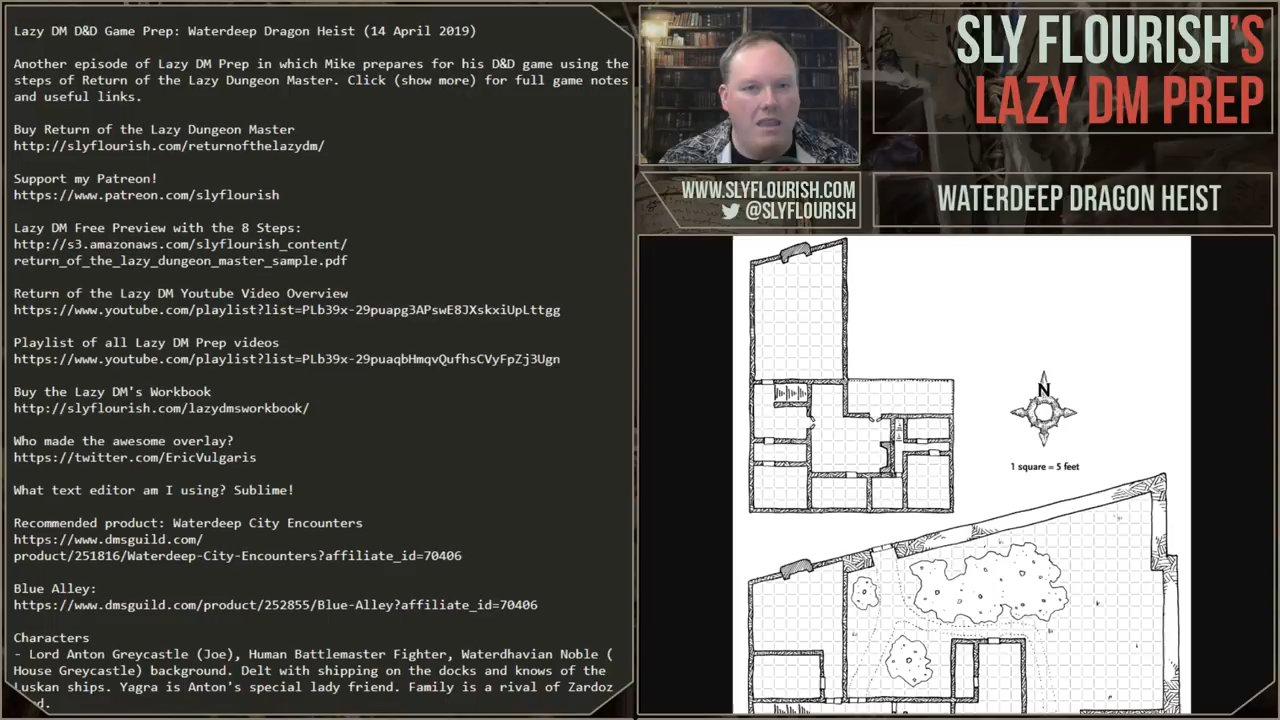 Lazy DM D&D Game Prep: Waterdeep Dragon Heist (14 April 2019)
Another episode of Lazy DM Prep in which Mike prepares for his D&D game using the
steps of Return of the Lazy Dungeon Master. Click (show more) for full game notes
and useful links.
Buy Return of the Lazy Dungeon Master
http://slyflourish.com/returnofthelazydm/
Support my Patreon!
https://www.patreon.com/slyflourish
Lazy DM Free Preview with the 8 Steps:
http://s3.amazonaws.com/slyflourish_content/
return_of_the_lazy_dungeon_master_sample.pdf
Return of the Lazy DM Youtube Video Overview
https://www.youtube.com/playlist?list=PLb39x-29puapg3APswE8JXskxiUpLttgg
Playlist of all Lazy DM Prep videos
https://www.youtube.com/playlist?list=PLb39x-29puaqbHmqvQufhsCVyFpZj3Ugn
Buy the Lazy DM's Workbook
http://slyflourish.com/lazydmsworkbook/
Who made the awesome overlay?
https://twitter.com/EricVulgaris
What text editor am I using? Sublime!
Recommended product: Waterdeep City Encounters
https://www.dmsguild.com/
product/251816/Waterdeep-City-Encounters?affiliate_id=70406
Blue Alley:
https://www.dmsguild.com/product/252855/Blue-Alley?affiliate_id=70406
Characters
- Lord Anton Greycastle (Joe), Human Battlemaster Fighter, Waterdhavian Noble (
House Greycastle) background. Delt with shipping on the docks and knows of the
Luskan ships. Yagra is Anton's special lady friend. Family is a rival of Zardoz
SLY FLOURISH'S
LAZY DM PREP
WWW.SLYFLOURISH.COM
@SLYFLOURISH
WATERDEEP DRAGON HEIST
N
1 square = 5 feet